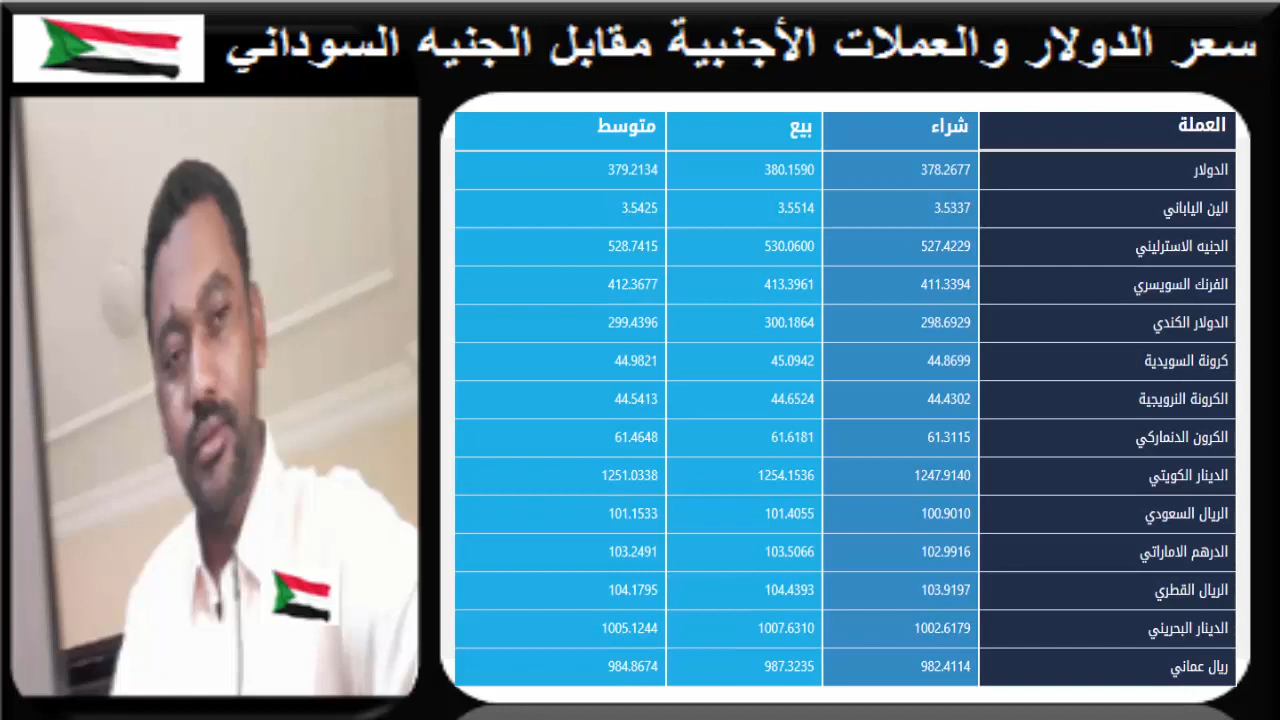 سعر الدولار والعملات الأجنبية مقابل الجنيه السوداني
العملة شراء بيع متوسط
الدولار 378.2677 380.1590 379.2134
الين الياباني 3.5337 3.5514 3.5425
الجنيه الاسترليني 527.4229 530.0600 528.7415
الفرنك السويسري 411.3394 413.3961 412.3677
الدولار الكندي 298.6929 300.1864 299.4396
كرونة السويدية 44.8699 45.0942 44.9821
الكرونة النرويجية 44.4302 44.6524 44.5413
الكرون الدنماركي 61.3115 61.6181 61.4648
الدينار الكويتي 1247.9140 1254.1536 1251.0338
الريال السعودي 100.9010 101.4055 101.1533
الدرهم الاماراتي 102.9916 103.5066 103.2491
الريال القطري 103.9197 104.4393 104.1795
الدينار البحريني 1002.6179 1007.6310 1005.1244
ريال عماني 982.4114 987.3235 984.8674